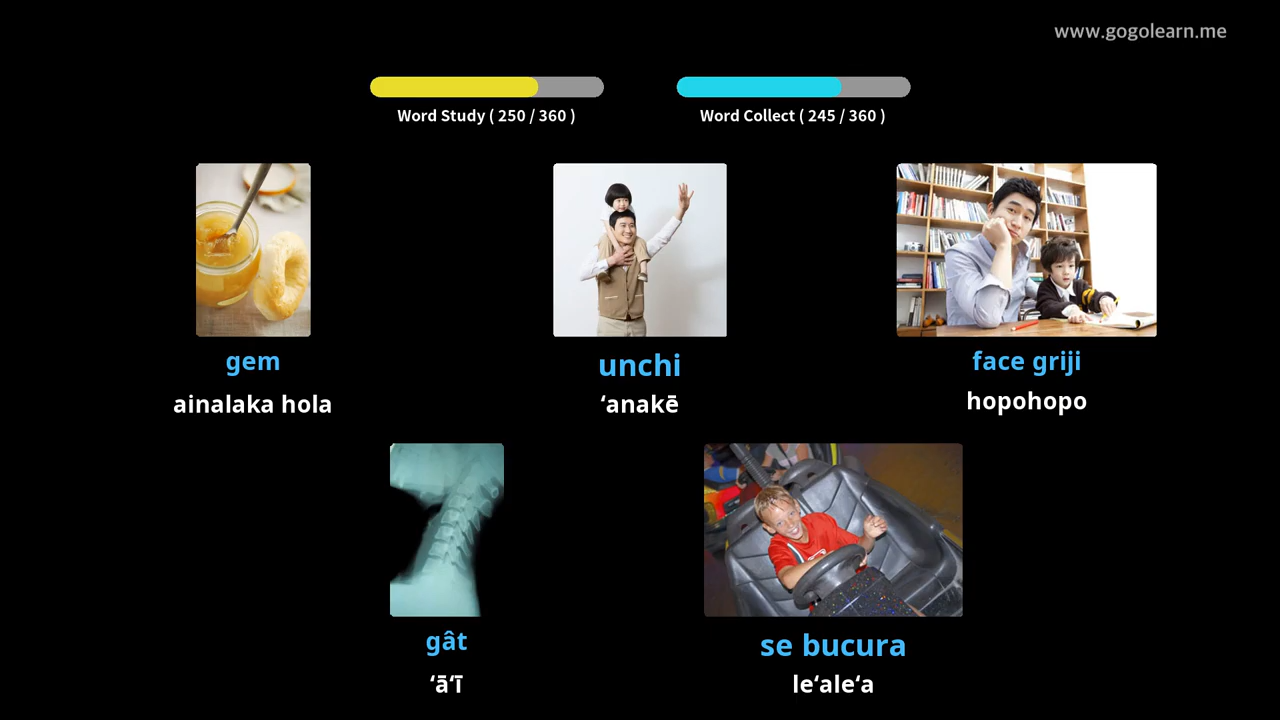 www.gogolearn.me
Word Study ( 250 / 360 )
Word Collect ( 245 / 360 )
gem
unchi
face griji
ainalaka hola
ʻanakē
hopohopo
gât
se bucura
ʻāʻī
leʻaleʻa